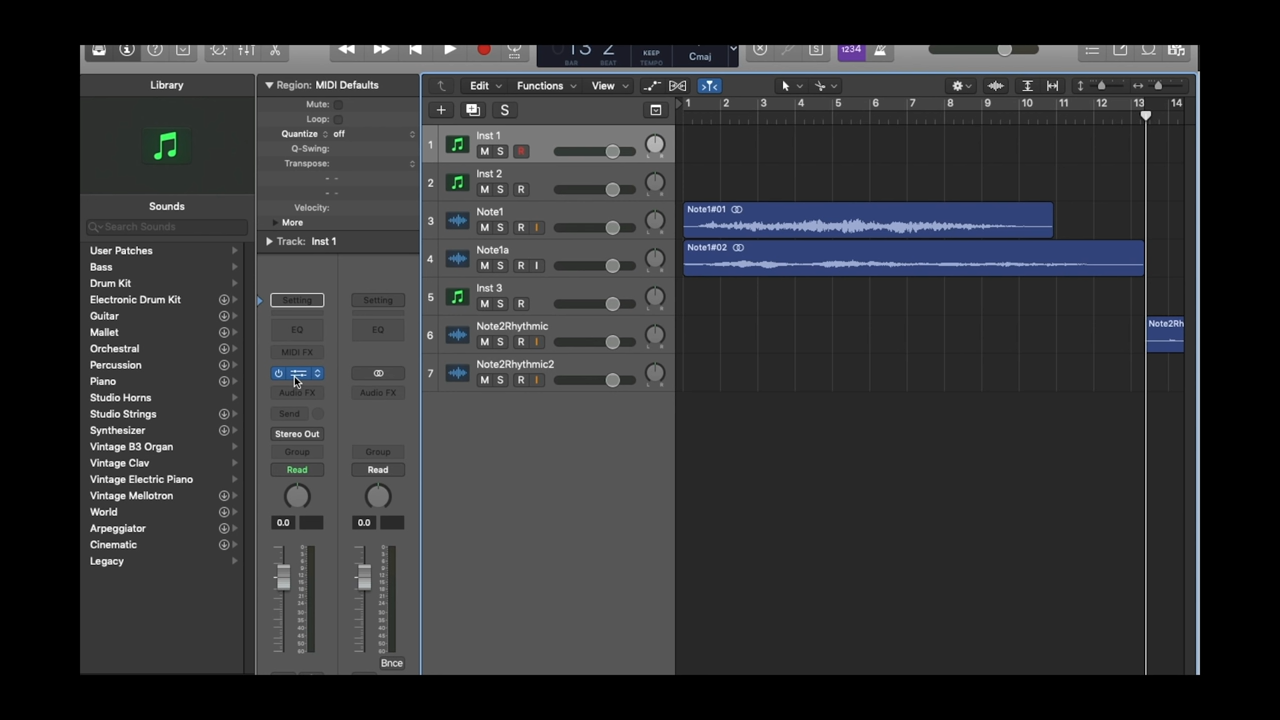 13 2
BAR BEAT
KEEP
TEMPO
Cmaj
1234
Library
Sounds
Search Sounds
User Patches
Bass
Drum Kit
Electronic Drum Kit
Guitar
Mallet
Orchestral
Percussion
Piano
Studio Horns
Studio Strings
Synthesizer
Vintage B3 Organ
Vintage Clav
Vintage Electric Piano
Vintage Mellotron
World
Arpeggiator
Cinematic
Legacy
Region: MIDI Defaults
Mute:
Loop:
Quantize off
Q-Swing:
Transpose:
- -
- -
Velocity:
More
Track: Inst 1
Setting Setting
EQ EQ
MIDI FX
Audio FX Audio FX
Send
Stereo Out
Group Group
Read Read
0.0 0.0
Bnce
Edit Functions View
S
1 2 3 4 5 6 7 8 9 10 11 12 13 14
1 Inst 1
M S R
2 Inst 2
M S R
3 Note1
M S R I
4 Note1a
M S R I
5 Inst 3
M S R
6 Note2Rhythmic
M S R I
7 Note2Rhythmic2
M S R I
Note1#01
Note1#02
Note2Rh